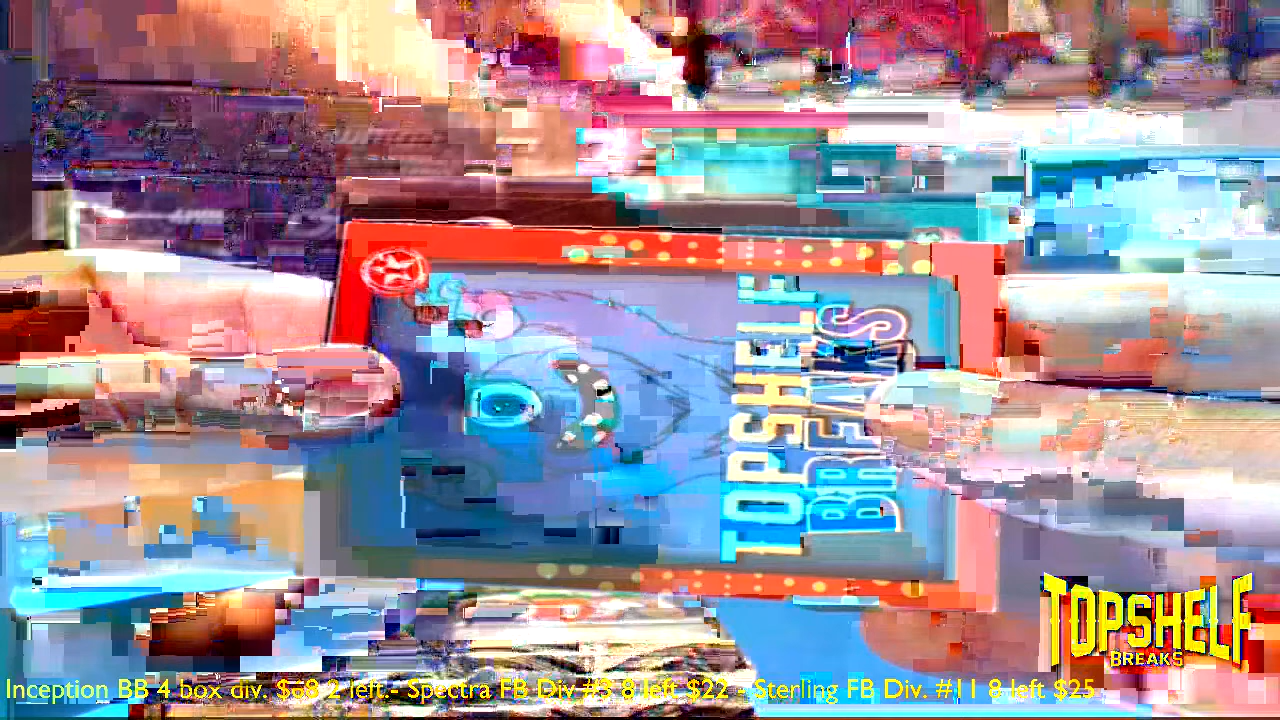 TOPSHELF
BREAKS
TOPSHELF
BREAKS
Inception BB 4 box div. $68 2 left.- Spectra FB Div #3 8 left $22 - Sterling FB Div. #11 8 left $25